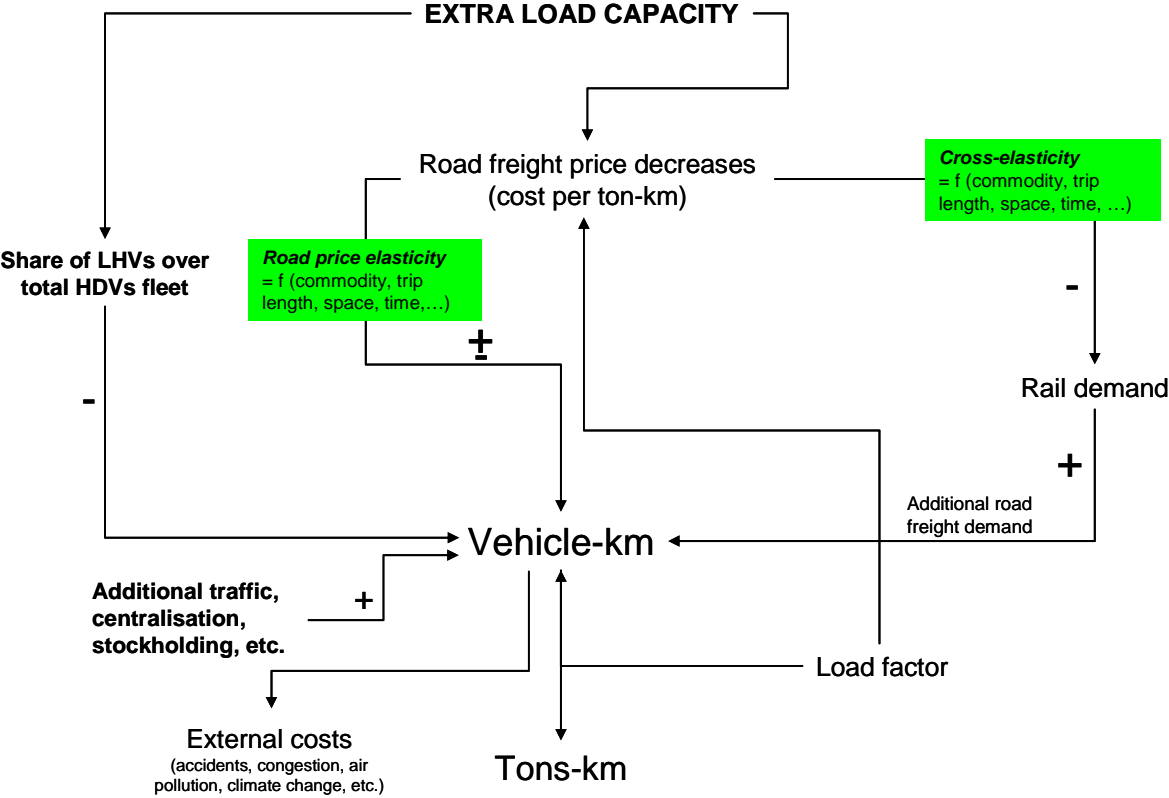 EXTRA LOAD CAPACITY
Road freight price decreases
(cost per ton-km)
Cross-elasticity
= f (commodity, trip
length, space, time, …)
Share of LHVs over
total HDVs fleet
Road price elasticity
= f (commodity, trip
length, space, time,…)
±
-
-
Rail demand
+
Additional road
freight demand
Vehicle-km
Additional traffic,
centralisation,
stockholding, etc.
+
Load factor
External costs
(accidents, congestion, air
pollution, climate change, etc.)
Tons-km